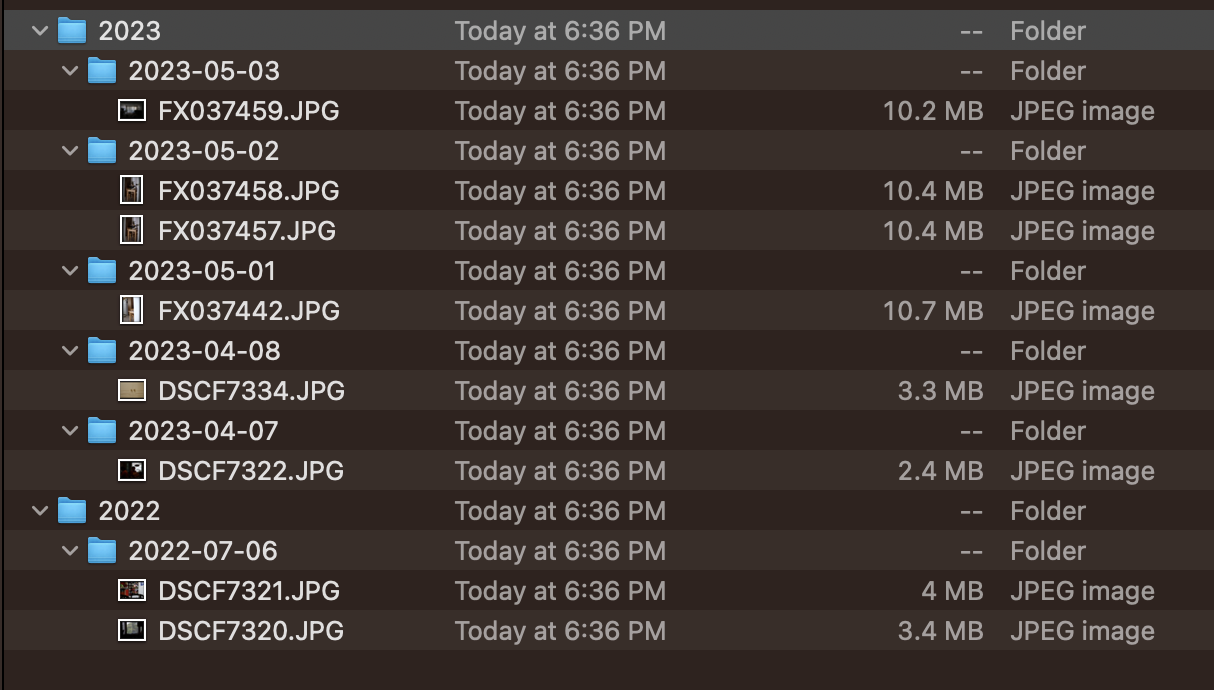 2023 Today at 6:36 PM -- Folder
2023-05-03 Today at 6:36 PM -- Folder
FX037459.JPG Today at 6:36 PM 10.2 MB JPEG image
2023-05-02 Today at 6:36 PM -- Folder
FX037458.JPG Today at 6:36 PM 10.4 MB JPEG image
FX037457.JPG Today at 6:36 PM 10.4 MB JPEG image
2023-05-01 Today at 6:36 PM -- Folder
FX037442.JPG Today at 6:36 PM 10.7 MB JPEG image
2023-04-08 Today at 6:36 PM -- Folder
DSCF7334.JPG Today at 6:36 PM 3.3 MB JPEG image
2023-04-07 Today at 6:36 PM -- Folder
DSCF7322.JPG Today at 6:36 PM 2.4 MB JPEG image
2022 Today at 6:36 PM -- Folder
2022-07-06 Today at 6:36 PM -- Folder
DSCF7321.JPG Today at 6:36 PM 4 MB JPEG image
DSCF7320.JPG Today at 6:36 PM 3.4 MB JPEG image